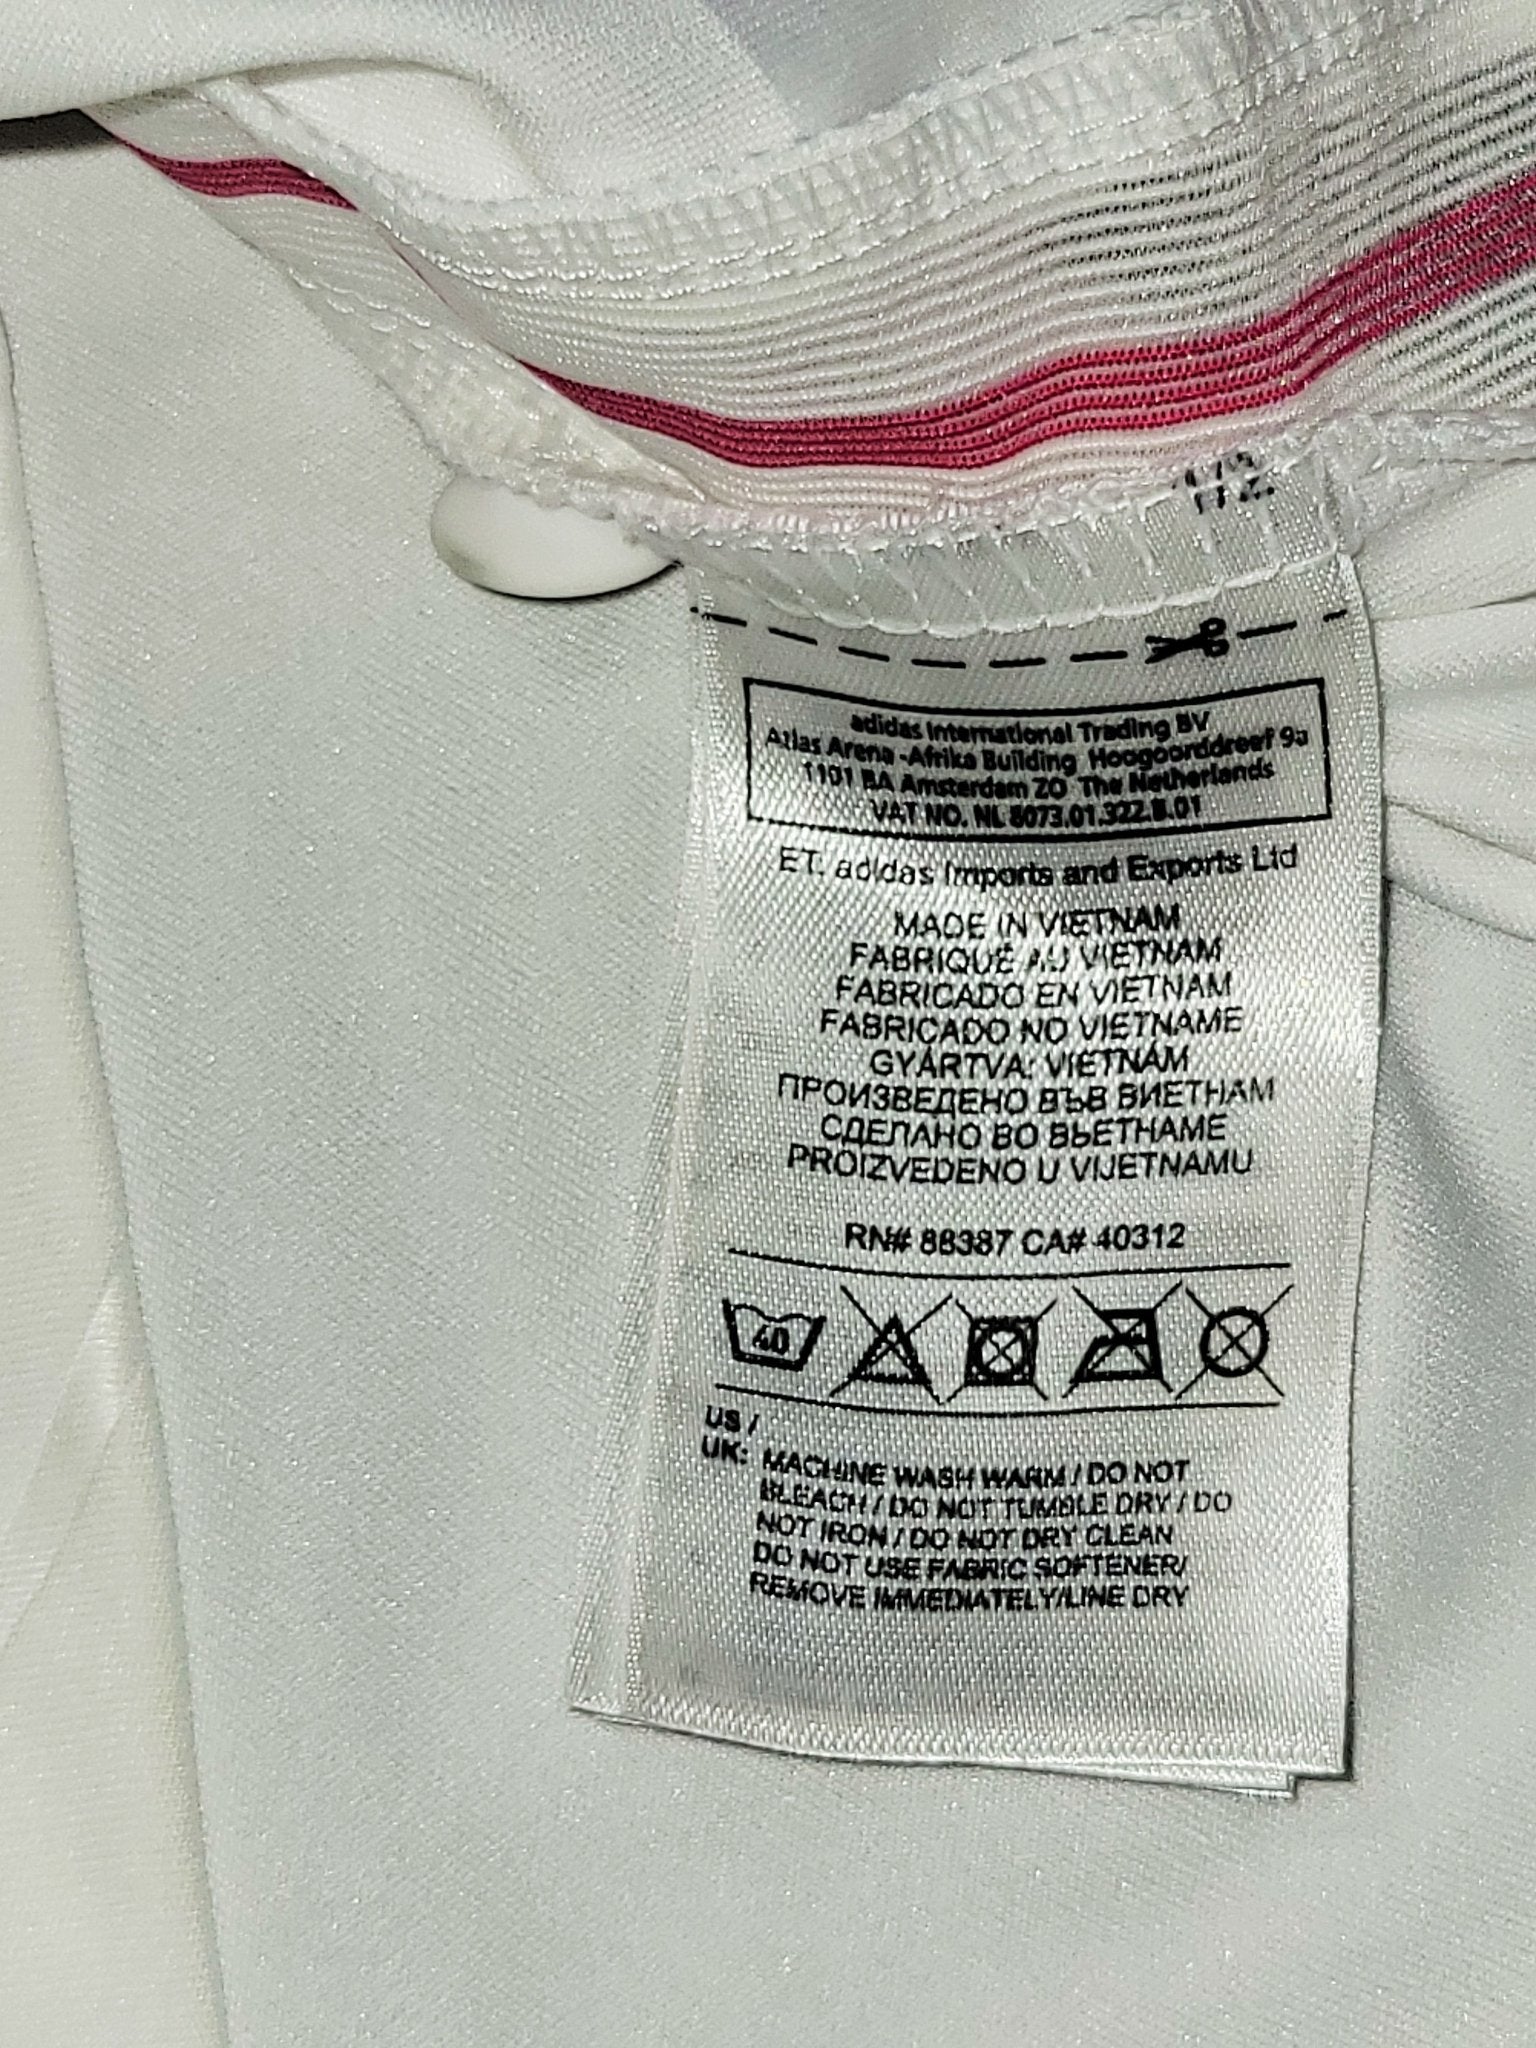 adidas International Trading BV
Atlas Arena -Afrika Building Hoogoorddreef 9a
1101 BA Amsterdam ZO The Netherlands
VAT NO. NL 8073.01.322.B.01
ET. adidas Imports and Exports Ltd
MADE IN VIETNAM
FABRIQUÉ AU VIETNAM
FABRICADO EN VIETNAM
FABRICADO NO VIETNAME
GYÁRTVA: VIETNÁM
ПРОИЗВЕДЕНО ВЪВ ВИЕТНАМ
СДЕЛАНО ВО ВЬЕТНАМЕ
PROIZVEDENO U VIJETNAMU
RN# 88387 CA# 40312
40
US /
UK: MACHINE WASH WARM / DO NOT
BLEACH / DO NOT TUMBLE DRY / DO
NOT IRON / DO NOT DRY CLEAN
DO NOT USE FABRIC SOFTENER/
REMOVE IMMEDIATELY/LINE DRY